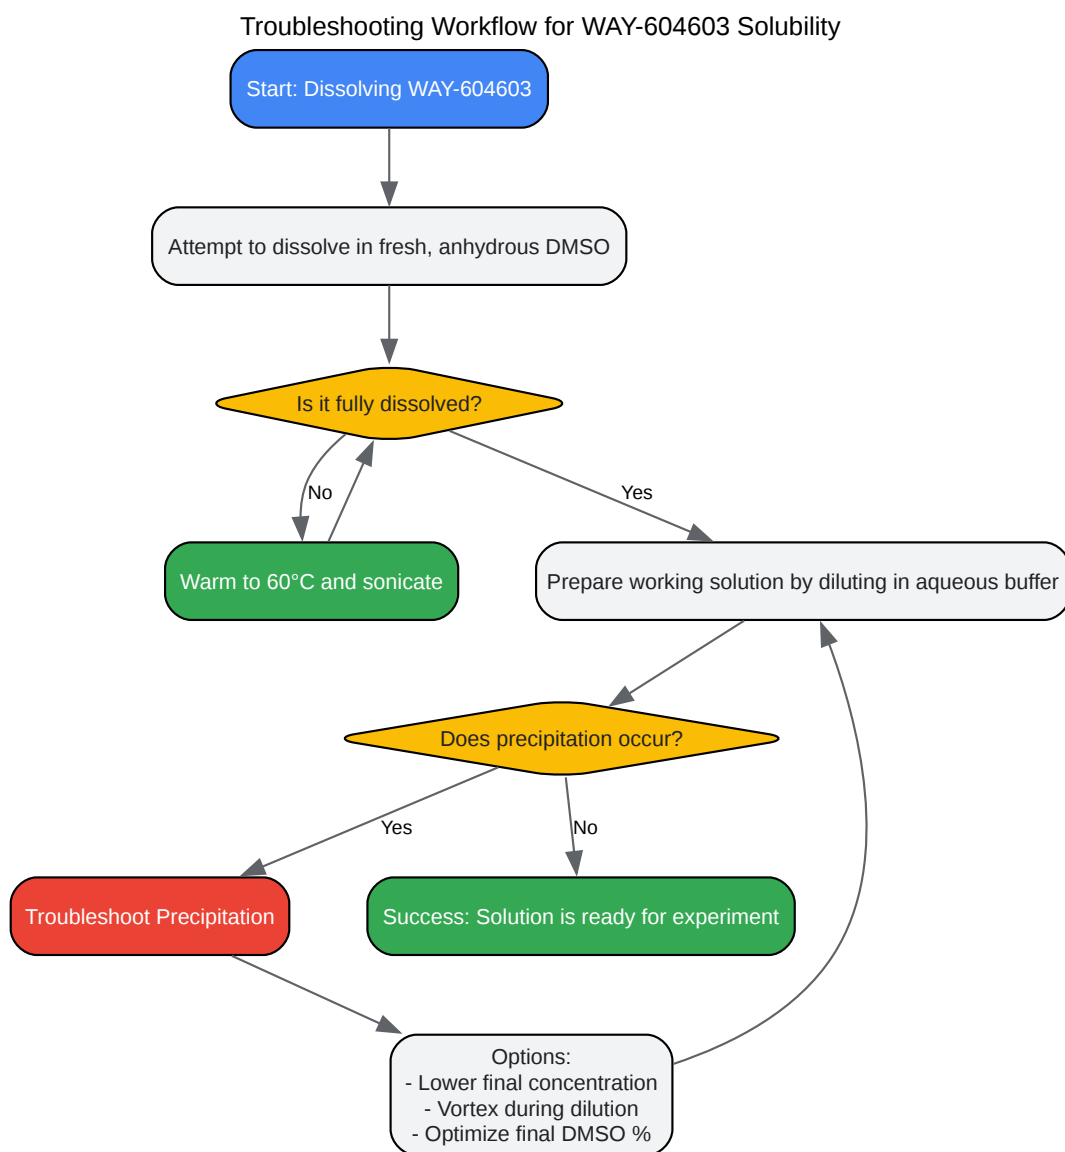 Troubleshooting Workflow for WAY-604603 Solubility
Start: Dissolving WAY-604603
Attempt to dissolve in fresh, anhydrous DMSO
Is it fully dissolved?
No
Yes
Warm to 60°C and sonicate
Prepare working solution by diluting in aqueous buffer
Does precipitation occur?
Yes
No
Troubleshoot Precipitation
Success: Solution is ready for experiment
Options:
- Lower final concentration
- Vortex during dilution
- Optimize final DMSO %